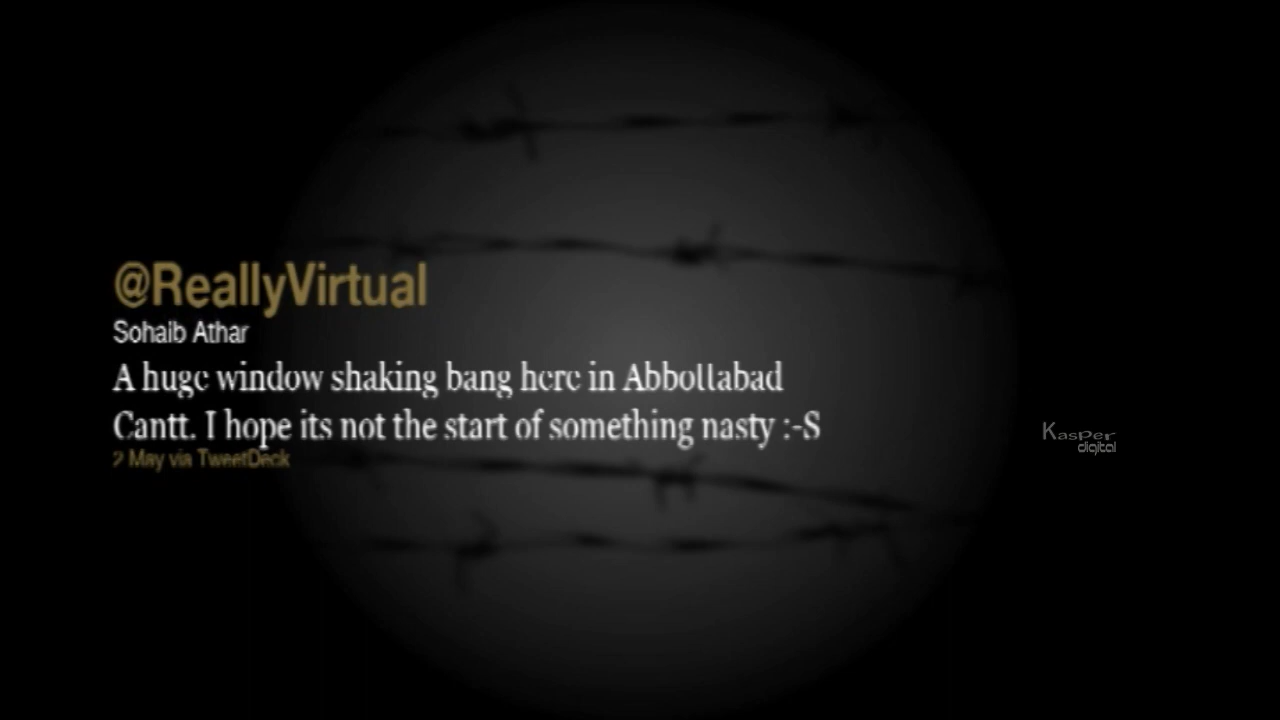 @ReallyVirtual
Sohaib Athar
A huge window shaking bang here in Abbottabad
Cantt. I hope its not the start of something nasty :-S
2 May via TweetDeck
KasPer
digital